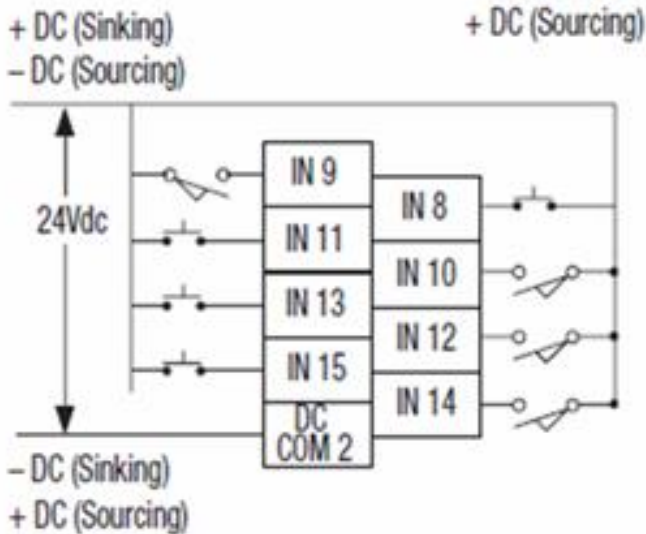 + DC (Sinking)
– DC (Sourcing)
+ DC (Sourcing)
24Vdc
IN 9
IN 8
IN 11
IN 10
IN 13
IN 12
IN 15
IN 14
DC
COM 2
– DC (Sinking)
+ DC (Sourcing)